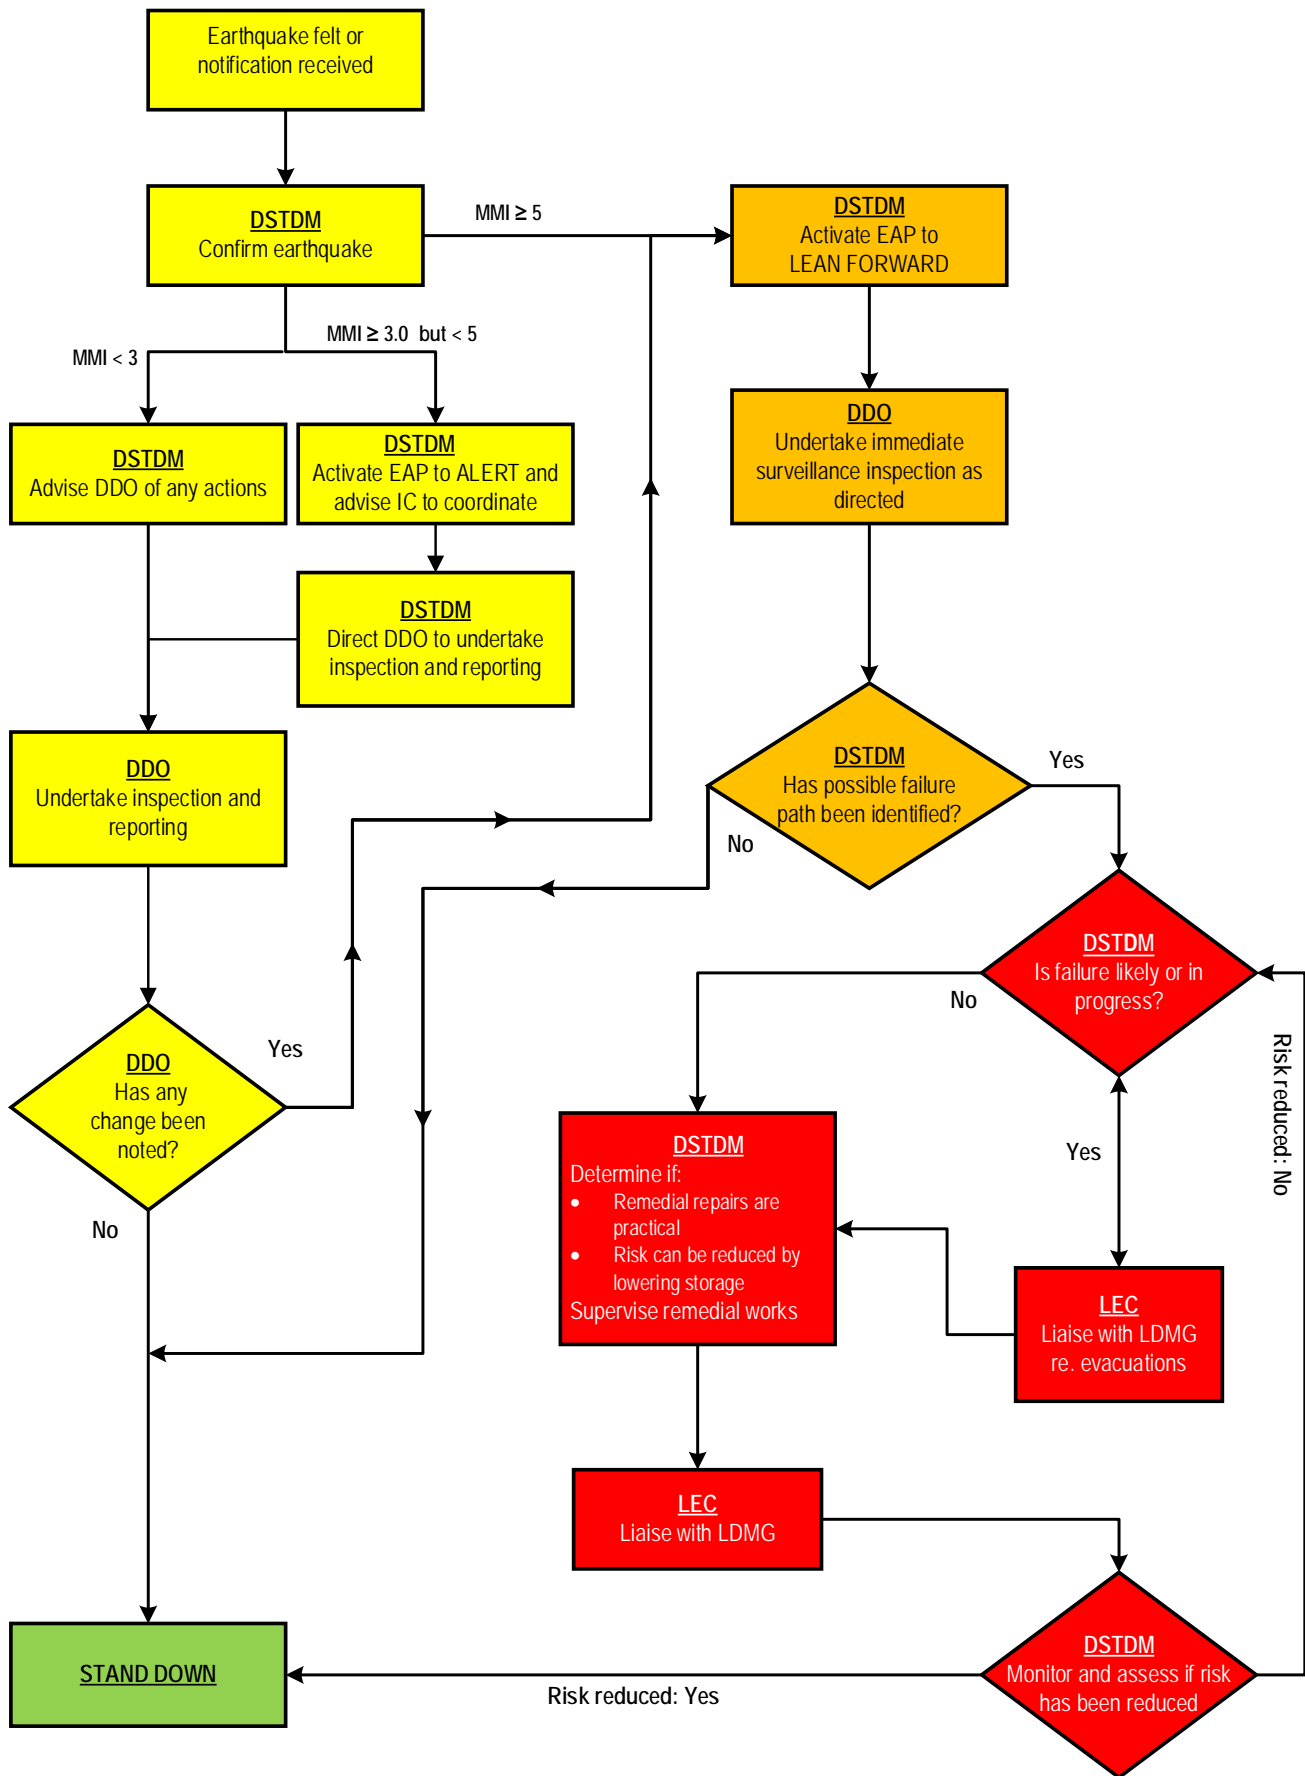 Earthquake felt or
notification received
DSTDM
Confirm earthquake
MMI ≥ 5
DSTDM
Activate EAP to
LEAN FORWARD
MMI < 3
MMI ≥ 3.0 but < 5
DSTDM
Advise DDO of any actions
DSTDM
Activate EAP to ALERT and
advise IC to coordinate
DDO
Undertake immediate
surveillance inspection as
directed
DSTDM
Direct DDO to undertake
inspection and reporting
DDO
Undertake inspection and
reporting
DSTDM
Has possible failure
path been identified?
Yes
No
DSTDM
Is failure likely or in
progress?
No
Yes
Risk reduced: No
DDO
Has any
change been
noted?
Yes
No
DSTDM
Determine if:
• Remedial repairs are
practical
• Risk can be reduced by
lowering storage
Supervise remedial works
LEC
Liaise with LDMG
re. evacuations
LEC
Liaise with LDMG
DSTDM
Monitor and assess if risk
has been reduced
Risk reduced: Yes
STAND DOWN